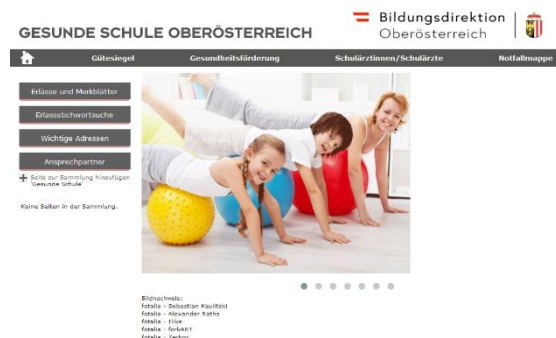 GESUNDE SCHULE OBERÖSTERREICH
Bildungsdirektion
Oberösterreich
Gütesiegel
Gesundheitsförderung
Schulärztinnen/Schulärzte
Notfallmappe
Erlässe und Merkblätter
Erlassstichwortsuche
Wichtige Adressen
Ansprechpartner
Seite zur Sammlung hinzufügen
'Gesunde Schule'
Keine Seiten in der Sammlung.
Bildnachweis:
fotolia - Sebastian Kaulitzki
fotolia - Alexander Raths
fotolia -
fotolia - forkART
fotolia - Zerbor